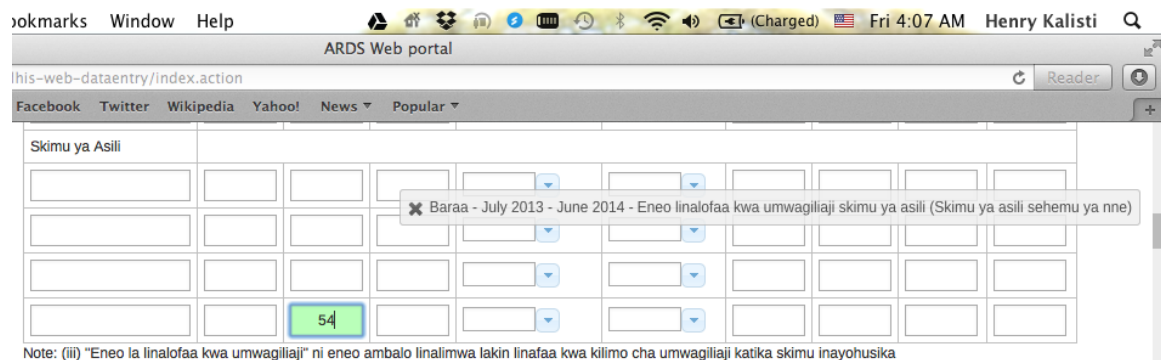 ookmarks Window Help (Charged) Fri 4:07 AM Henry Kalisti
ARDS Web portal
lhis-web-dataentry/index.action Reader
Facebook Twitter Wikipedia Yahoo! News Popular
Skimu ya Asili
Baraa - July 2013 - June 2014 - Eneo linalofaa kwa umwagiliaji skimu ya asili (Skimu ya asili sehemu ya nne)
54
Note: (iii) "Eneo la linalofaa kwa umwagiliaji" ni eneo ambalo linalimwa lakin linafaa kwa kilimo cha umwagiliaji katika skimu inayohusika